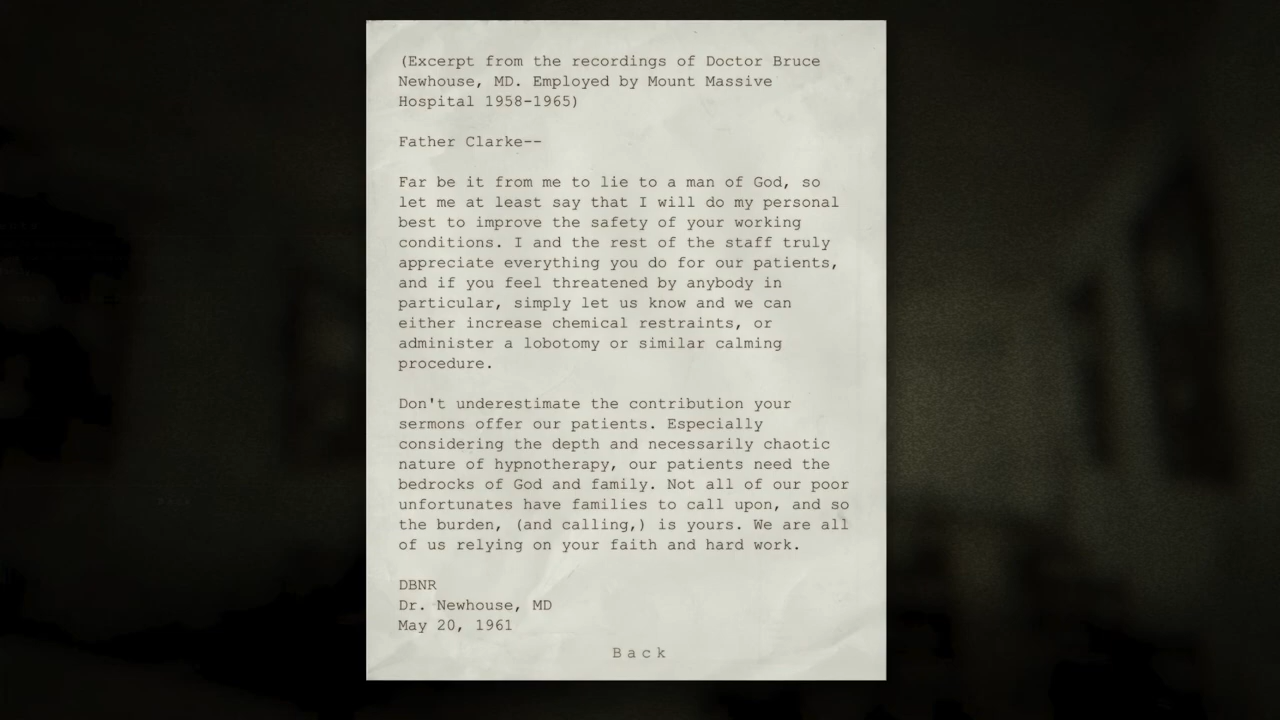 (Excerpt from the recordings of Doctor Bruce
Newhouse, MD. Employed by Mount Massive
Hospital 1958-1965)
Father Clarke--
Far be it from me to lie to a man of God, so
let me at least say that I will do my personal
best to improve the safety of your working
conditions. I and the rest of the staff truly
appreciate everything you do for our patients,
and if you feel threatened by anybody in
particular, simply let us know and we can
either increase chemical restraints, or
administer a lobotomy or similar calming
procedure.
Don't underestimate the contribution your
sermons offer our patients. Especially
considering the depth and necessarily chaotic
nature of hypnotherapy, our patients need the
bedrocks of God and family. Not all of our poor
unfortunates have families to call upon, and so
the burden, (and calling,) is yours. We are all
of us relying on your faith and hard work.
DBNR
Dr. Newhouse, MD
May 20, 1961
Back